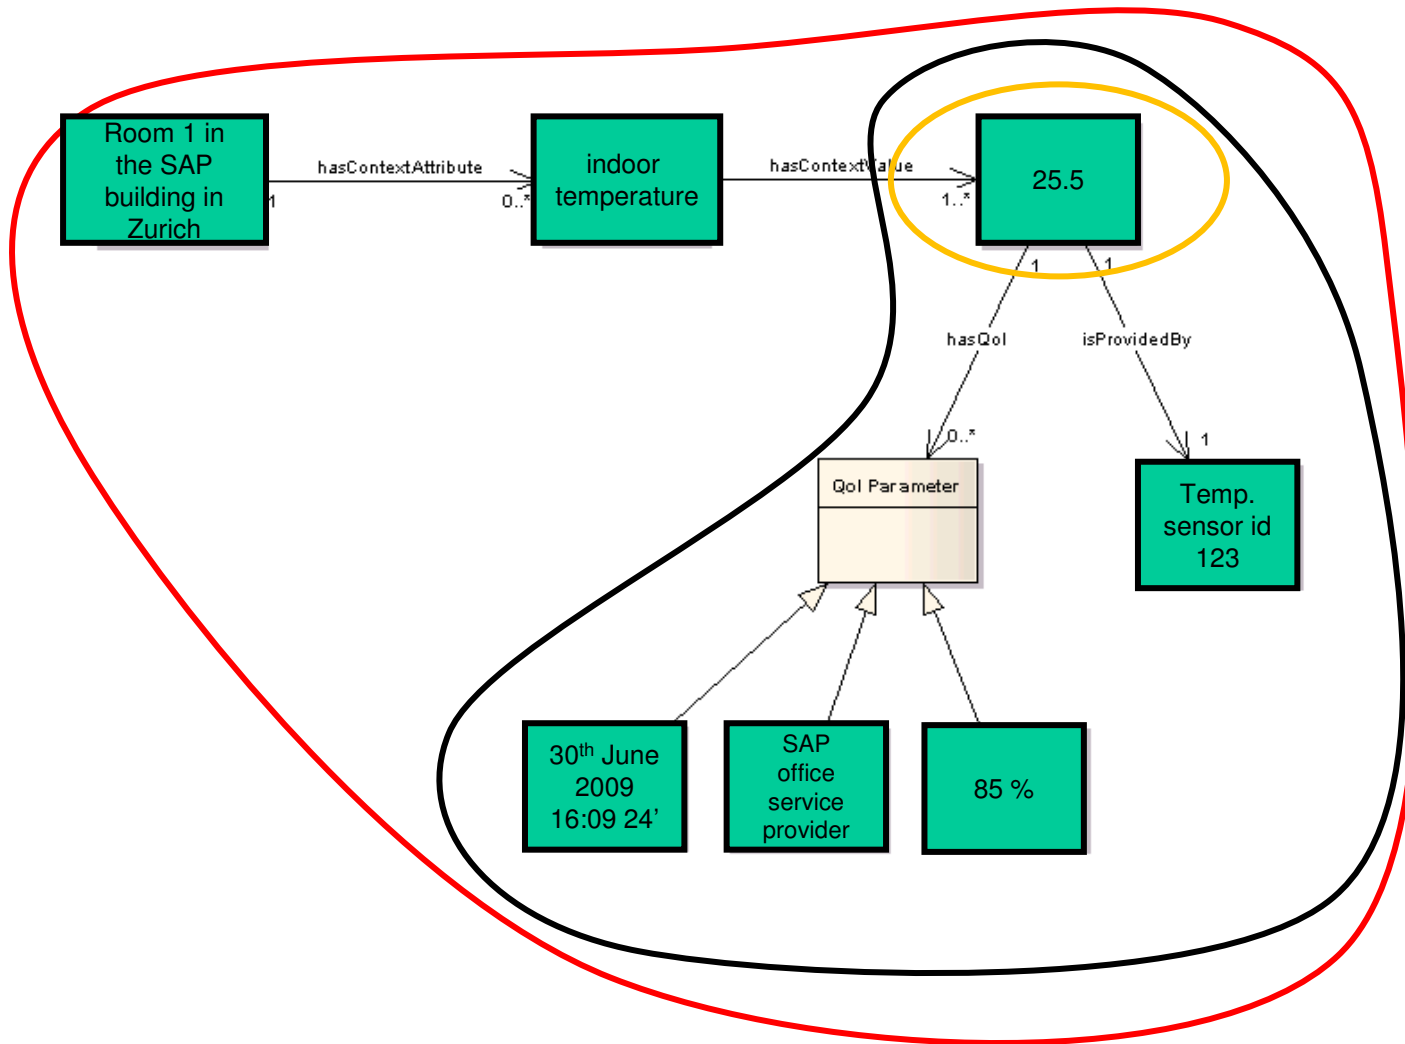 Room 1 in
the SAP
building in
Zurich
hasContextAttribute
1
0..*
indoor
temperature
hasContextValue
1..*
25.5
1
1
hasQoI
isProvidedBy
0..*
1
QoI Parameter
Temp.
sensor id
123
30th June
2009
16:09 24’
SAP
office
service
provider
85 %